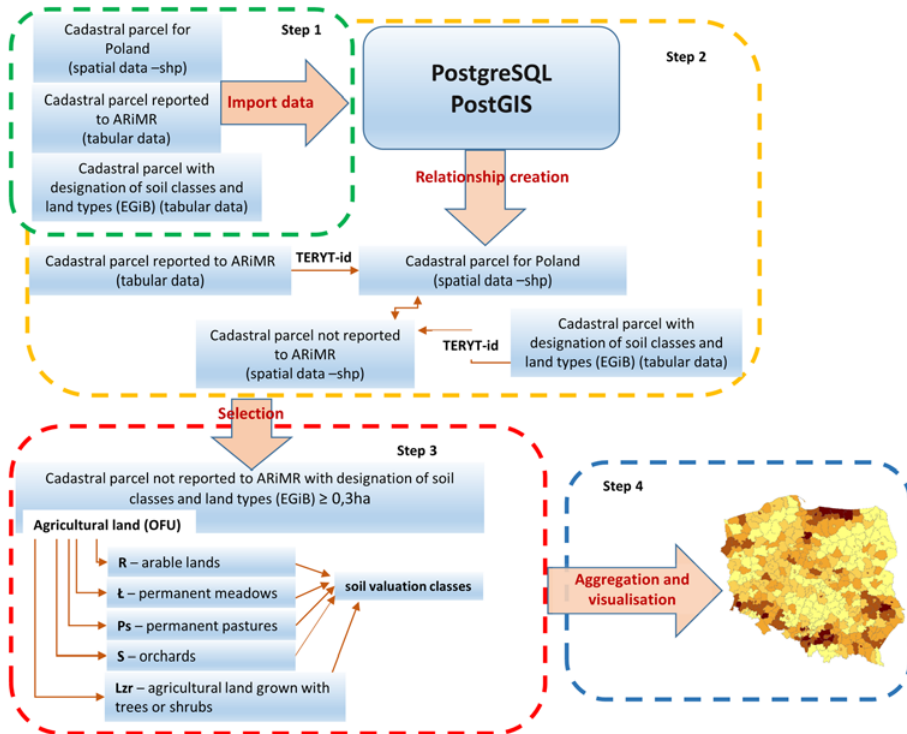 Cadastral parcel for
Poland
(spatial data –shp)
Step 1
Cadastral parcel reported
to ARiMR
(tabular data)
Import data
Cadastral parcel with
designation of soil classes and
land types (EGiB) (tabular data)
PostgreSQL
PostGIS
Step 2
Relationship creation
Cadastral parcel reported to ARiMR
(tabular data)
TERYT-id
Cadastral parcel for Poland
(spatial data –shp)
Cadastral parcel not reported
to ARiMR
(spatial data –shp)
TERYT-id
Cadastral parcel with
designation of soil classes and
land types (EGiB) (tabular data)
Selection
Step 3
Cadastral parcel not reported to ARiMR with designation of soil
classes and land types (EGiB) ≥ 0,3ha
Agricultural land (OFU)
R – arable lands
Ł – permanent meadows
Ps – permanent pastures
S – orchards
Lzr – agricultural land grown with
trees or shrubs
soil valuation classes
Step 4
Aggregation and
visualisation